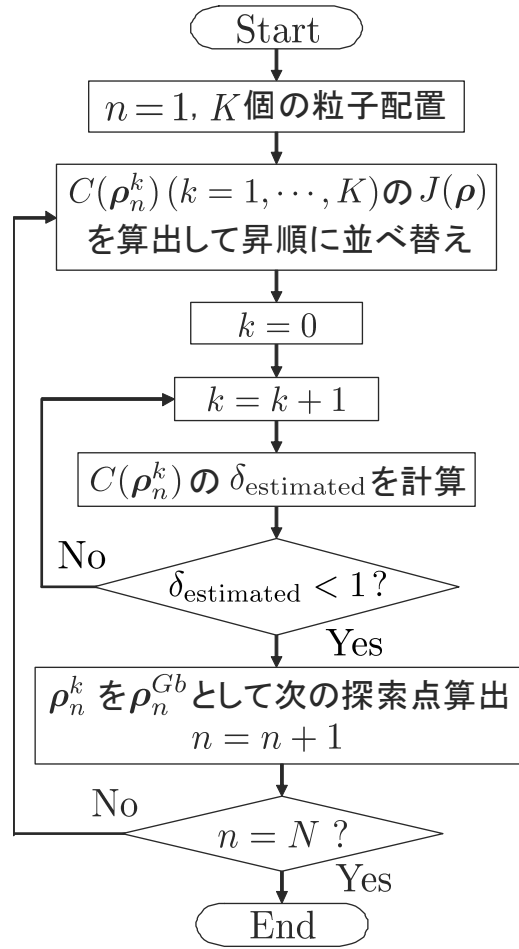 Start
n = 1, K個の粒子配置
C(ρ_n^k) (k = 1, ⋯, K)の J(ρ)
を算出して昇順に並べ替え
k = 0
k = k + 1
C(ρ_n^k) の δ_estimated を計算
No
δ_estimated < 1 ?
Yes
ρ_n^k を ρ_n^{Gb} として次の探索点算出
n = n + 1
No
n = N ?
Yes
End